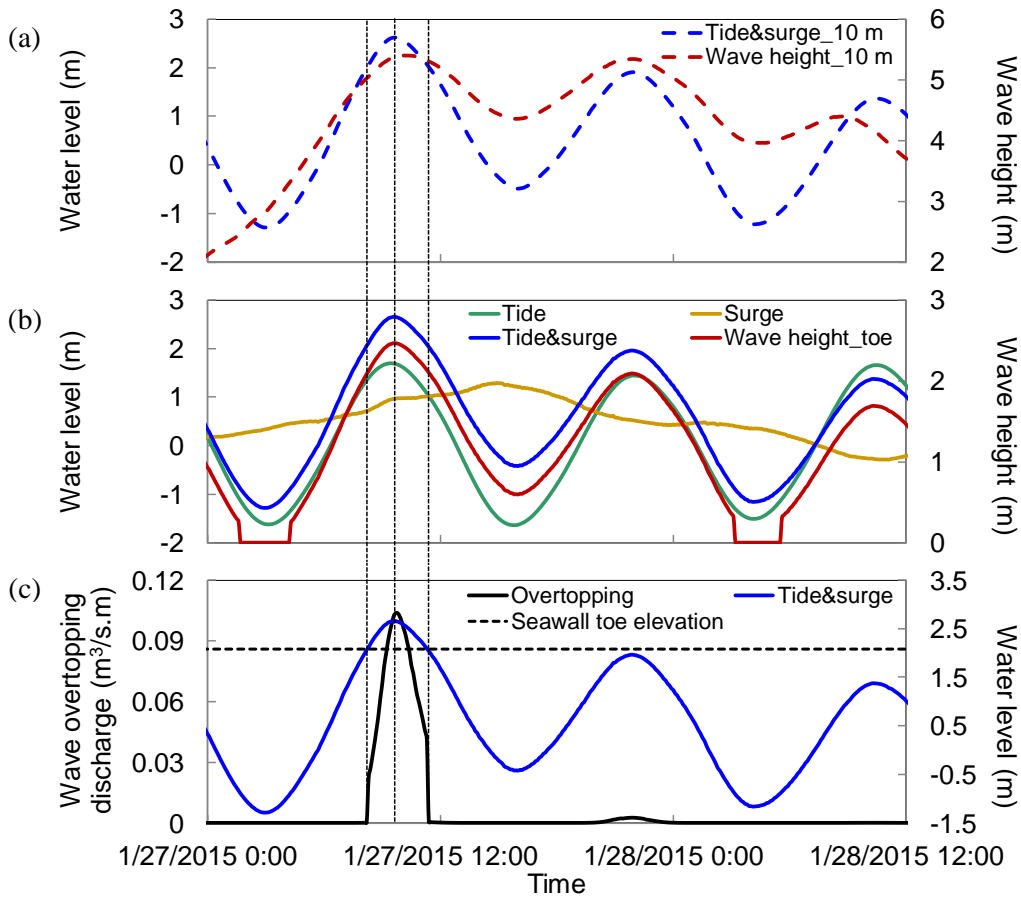 (a)
Tide&surge_10 m
Wave height_10 m
Water level (m)
3
2
1
0
-1
-2
6
5
4
3
2
Wave height (m)
(b)
Tide
Surge
Tide&surge
Wave height_toe
Water level (m)
3
2
1
0
-1
-2
3
2
1
0
Wave height (m)
(c)
Overtopping
Tide&surge
Seawall toe elevation
Wave overtopping
discharge (m³/s.m)
0.12
0.09
0.06
0.03
0
3.5
2.5
1.5
0.5
-0.5
-1.5
Water level (m)
1/27/2015 0:00
1/27/2015 12:00
1/28/2015 0:00
1/28/2015 12:00
Time